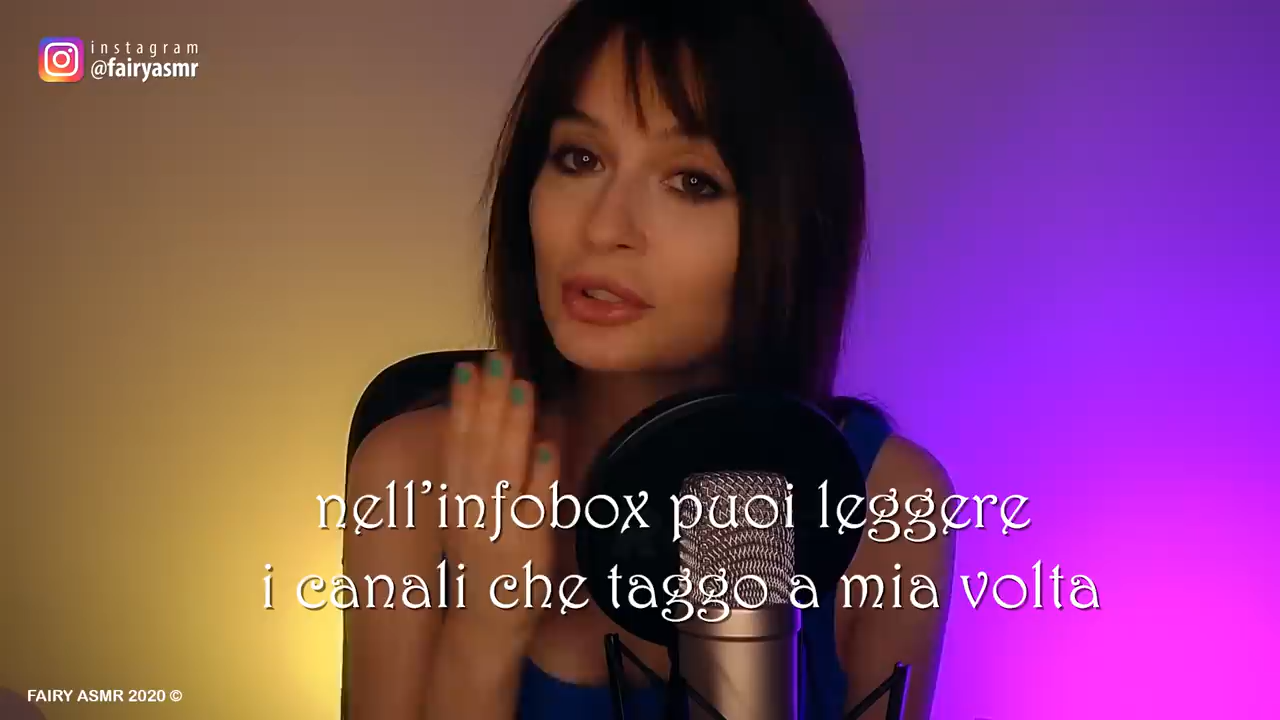 instagram
@fairyasmr
nell'infobox puoi leggere
i canali che taggo a mia volta
FAIRY ASMR 2020 ©